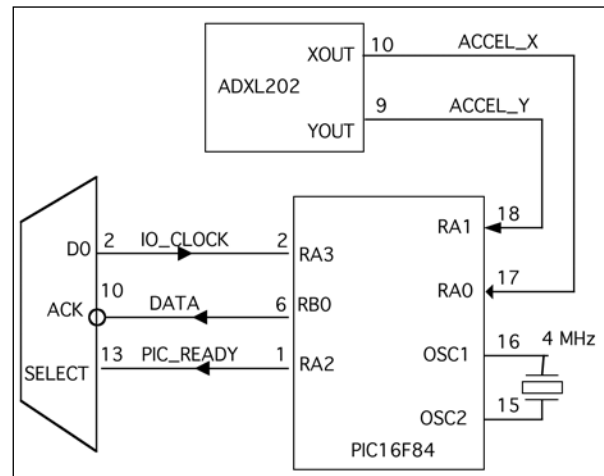 10 ACCEL_X
XOUT
ADXL202
9 ACCEL_Y
YOUT
RA1 18
D0 2 IO_CLOCK 2 RA3
17
RA0
10
ACK DATA 6 RB0
16 4 MHz
OSC1
13 PIC_READY 1 RA2
SELECT
15
OSC2
PIC16F84